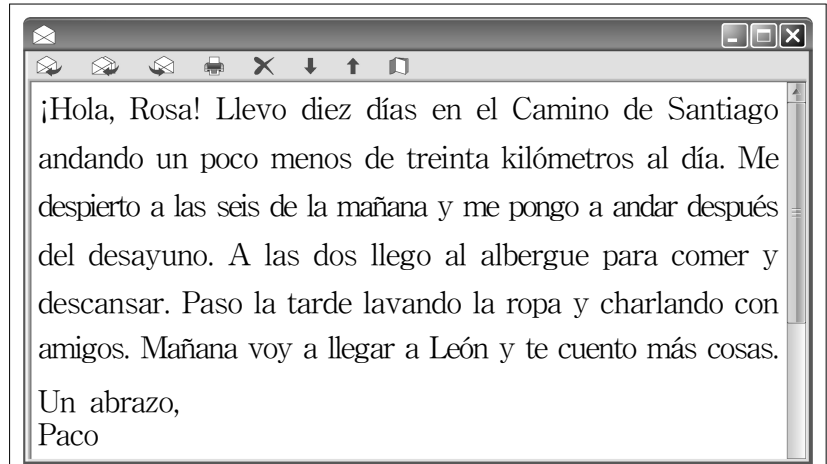 ¡Hola, Rosa! Llevo diez días en el Camino de Santiago
andando un poco menos de treinta kilómetros al día. Me
despierto a las seis de la mañana y me pongo a andar después
del desayuno. A las dos llego al albergue para comer y
descansar. Paso la tarde lavando la ropa y charlando con
amigos. Mañana voy a llegar a León y te cuento más cosas.
Un abrazo,
Paco